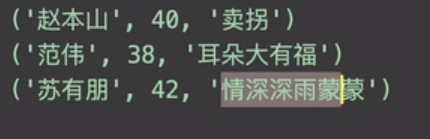 ('赵本山', 40, '卖拐')
('范伟', 38, '耳朵大有福')
('苏有朋', 42, '情深深雨蒙蒙')